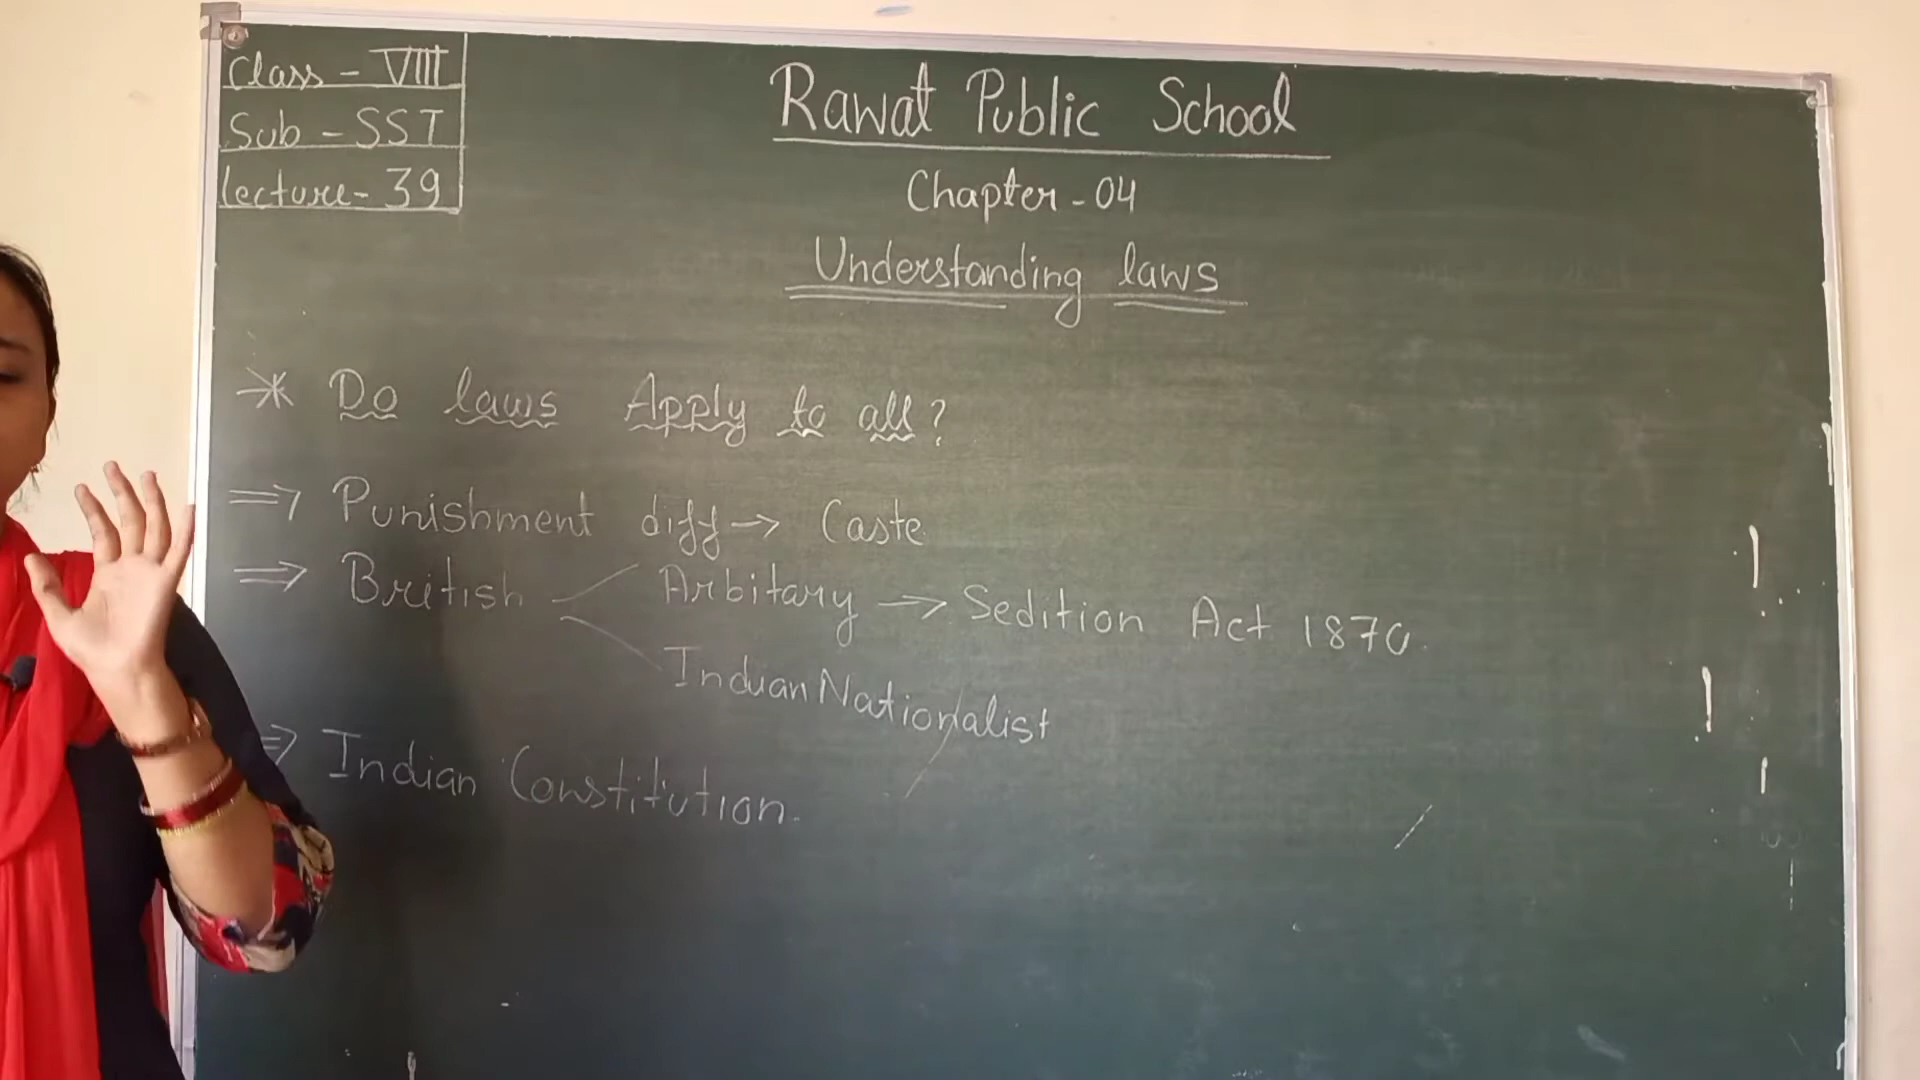 Class - VIII
Sub - SST
lecture - 39
Rawat Public School
Chapter - 04
Understanding laws
* Do laws Apply to all?
⇒ Punishment diff → Caste
⇒ British Arbitary → Sedition Act 1870.
Indian Nationalist
⇒ Indian Constitution.